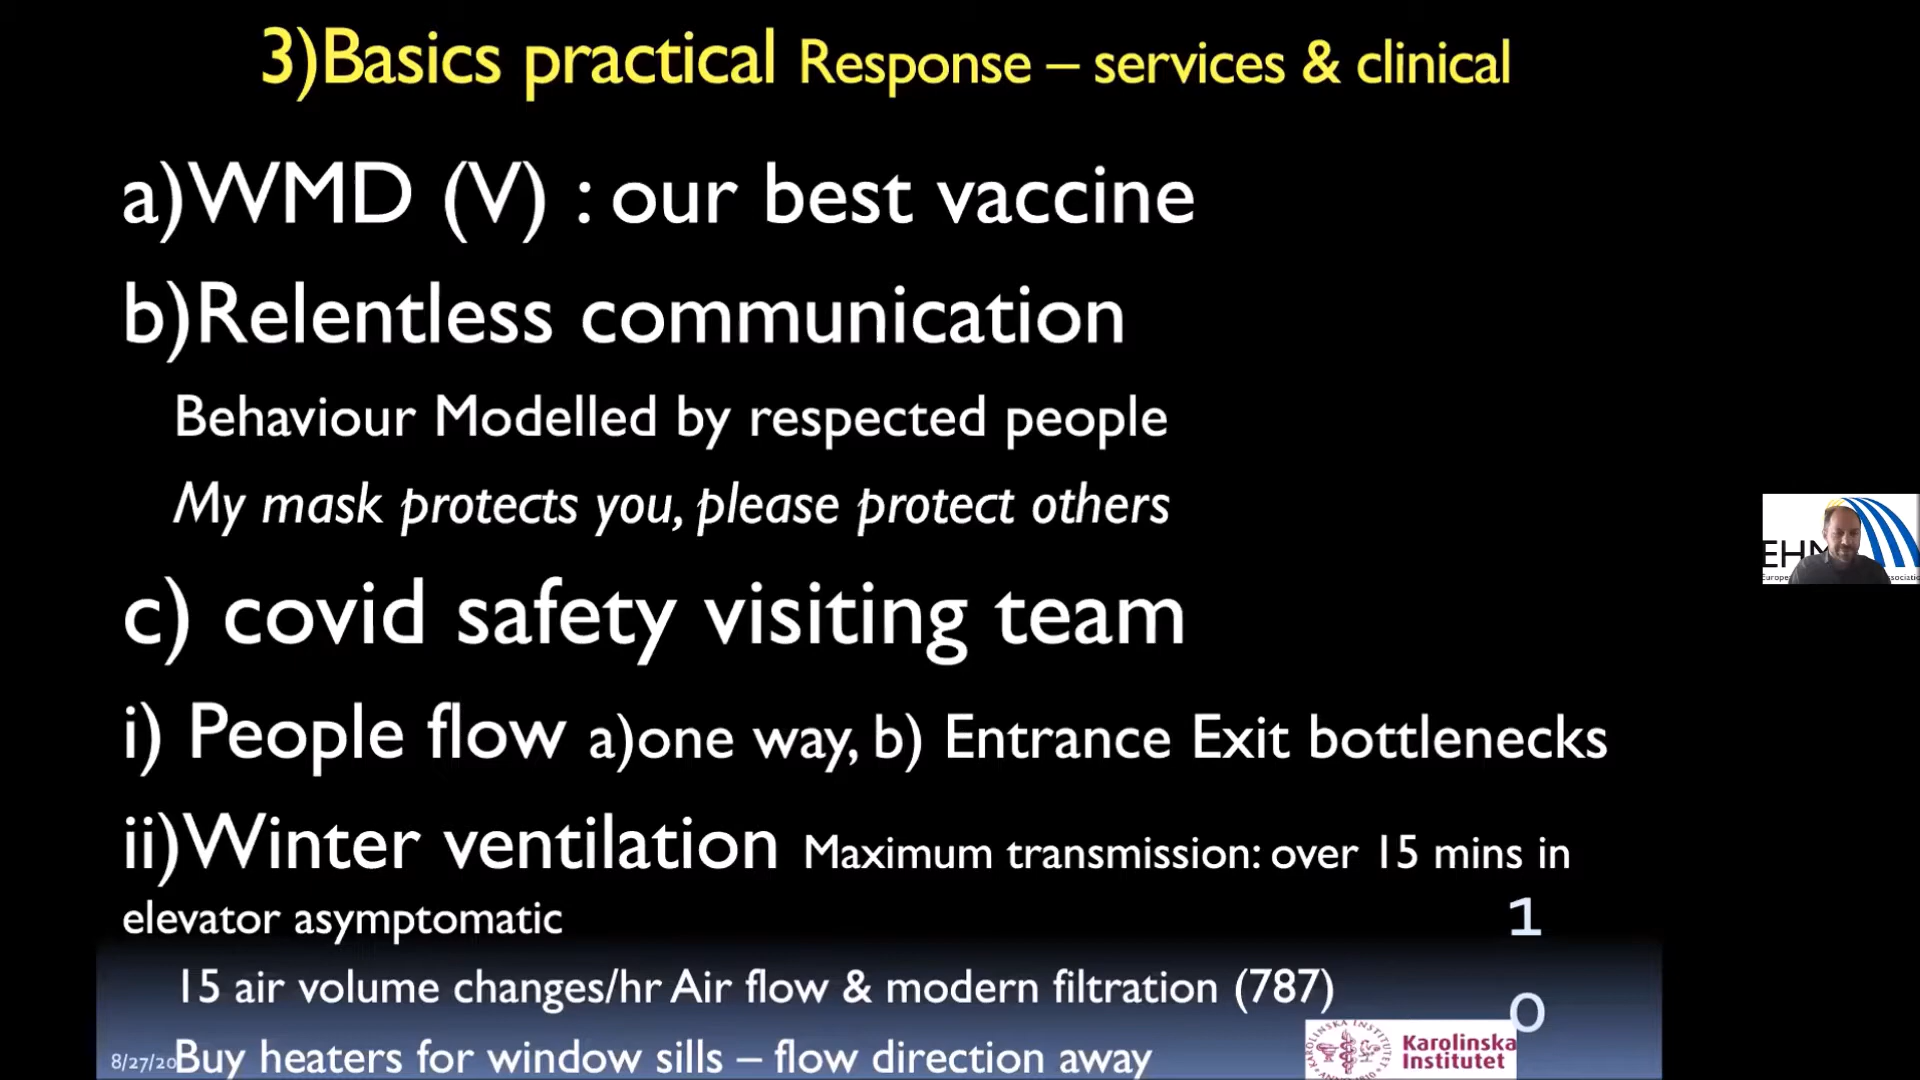 3)Basics practical Response – services & clinical
a)WMD (V) : our best vaccine
b)Relentless communication
Behaviour Modelled by respected people
My mask protects you, please protect others
EHM
Europe
ssociatio
c) covid safety visiting team
i) People flow a)one way, b) Entrance Exit bottlenecks
ii)Winter ventilation Maximum transmission: over 15 mins in
elevator asymptomatic
1
15 air volume changes/hr Air flow & modern filtration (787)
0
8/27/20
Buy heaters for window sills – flow direction away
Karolinska
Institutet